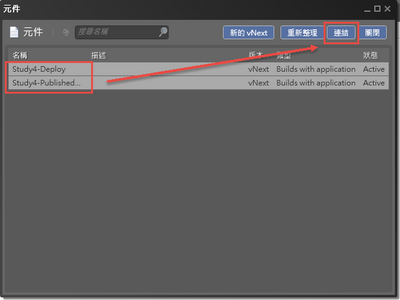 元件
元件 搜尋名稱 新的 vNext 重新整理 連結 關閉
名稱 描述 版本 類型 狀態
Study4-Deploy vNext Builds with application Active
Study4-Published... vNext Builds with application Active